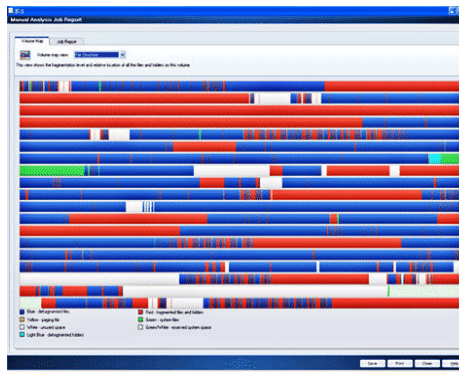 (C:)
Manual Analysis Job Report
Volume Map Job Report
Volume map view: File Structure
This view shows the fragmentation level and relative location of all the files and folders on this volume.
Blue - defragmented files Red - fragmented files and folders
Yellow - paging file Green - system files
White - unused space Green/White - reserved system space
Light Blue - defragmented folders
Save Print Close Help